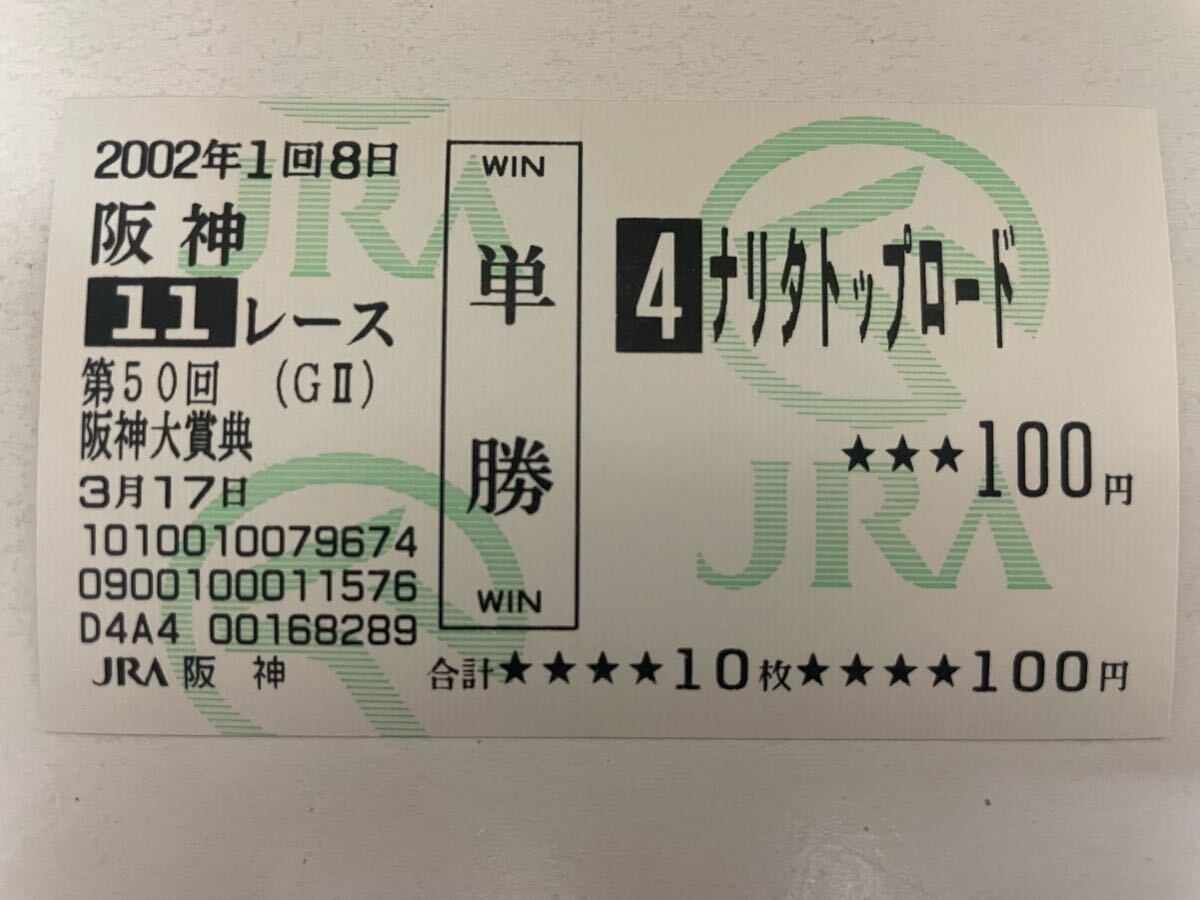 2002年1回8日
阪神
11レース
第50回 (GⅡ)
阪神大賞典
3月17日
1010010079674
0900100011576
D4A4 00168289
JRA 阪 神
WIN
単勝
WIN
4 ナリタトップロード
★★★100円
合計★★★★10枚★★★★100円
JRA
JRA